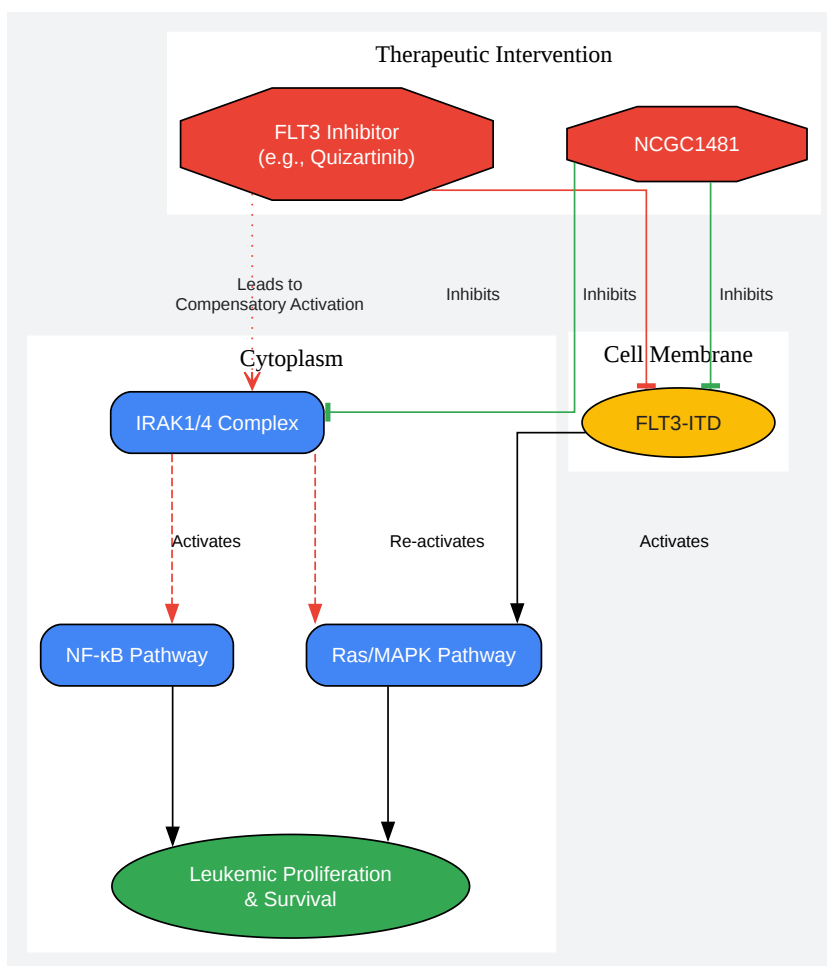 Therapeutic Intervention
FLT3 Inhibitor
(e.g., Quizartinib)
NCGC1481
Leads to
Compensatory Activation
Inhibits
Inhibits
Inhibits
Cytoplasm
Cell Membrane
IRAK1/4 Complex
FLT3-ITD
Activates
Re-activates
Activates
NF-κB Pathway
Ras/MAPK Pathway
Leukemic Proliferation
& Survival